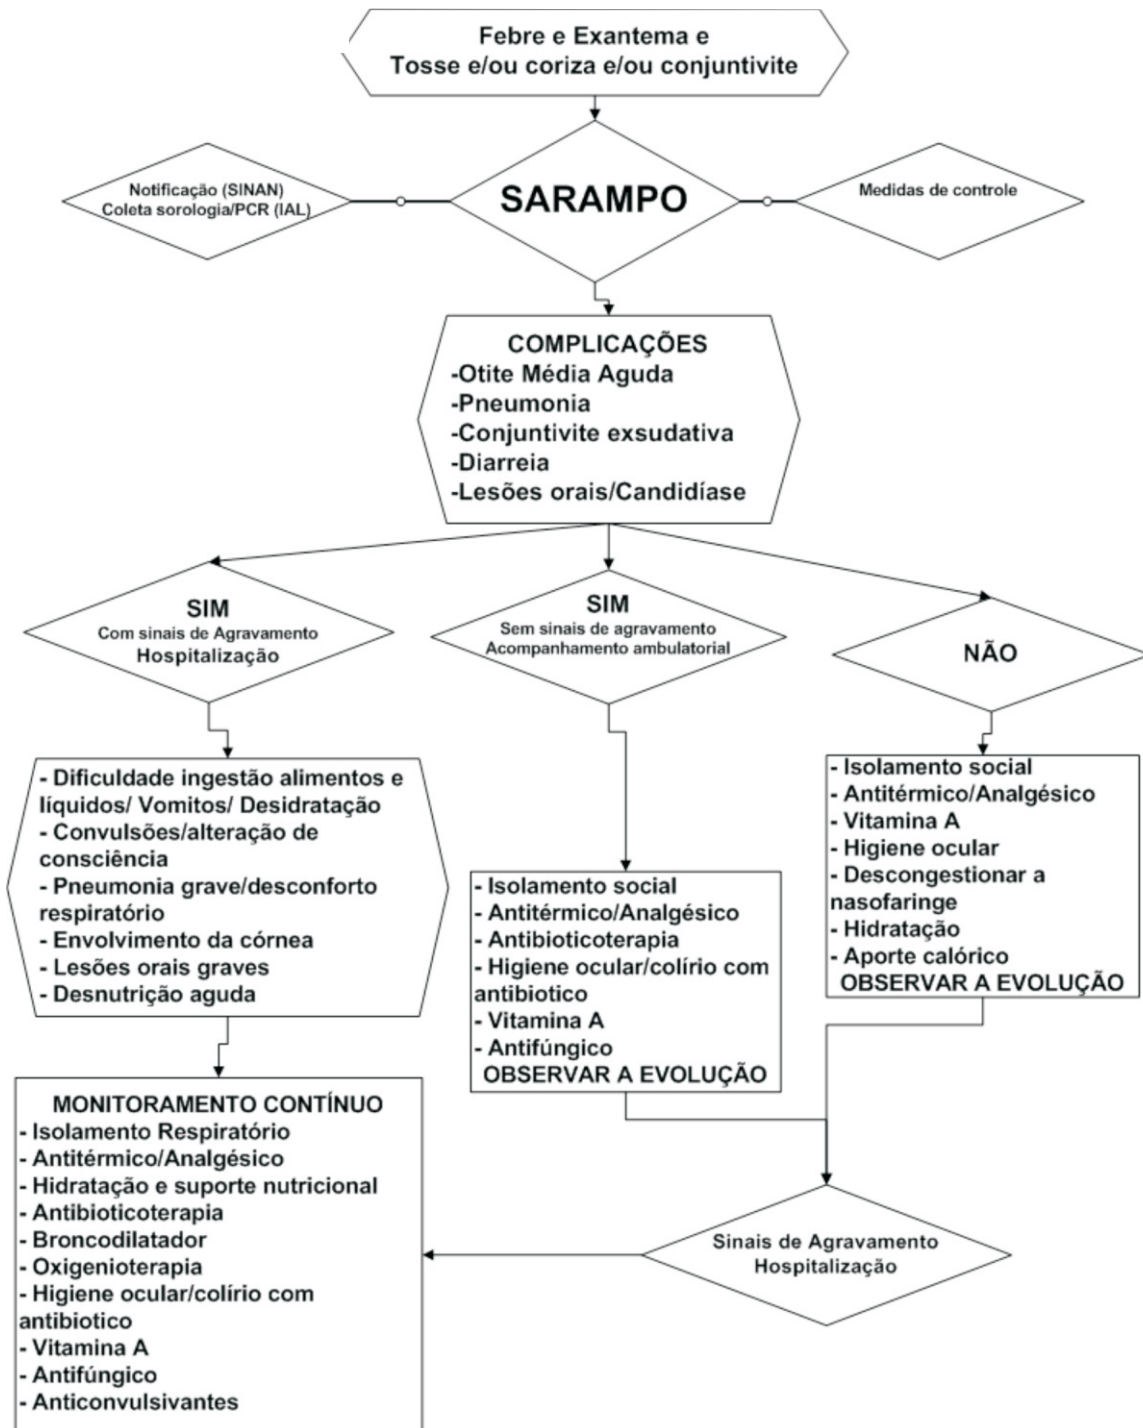 Febre e Exantema e
Tosse e/ou coriza e/ou conjuntivite
Notificação (SINAN)
Coleta sorologia/PCR (IAL)
SARAMPO
Medidas de controle
COMPLICAÇÕES
-Otite Média Aguda
-Pneumonia
-Conjuntivite exsudativa
-Diarreia
-Lesões orais/Candidíase
SIM
Com sinais de Agravamento
Hospitalização
SIM
Sem sinais de agravamento
Acompanhamento ambulatorial
NÃO
- Dificuldade ingestão alimentos e
líquidos/ Vomitos/ Desidratação
- Convulsões/alteração de
consciência
- Pneumonia grave/desconforto
respiratório
- Envolvimento da córnea
- Lesões orais graves
- Desnutrição aguda
- Isolamento social
- Antitérmico/Analgésico
- Antibioticoterapia
- Higiene ocular/colírio com
antibiotico
- Vitamina A
- Antifúngico
OBSERVAR A EVOLUÇÃO
- Isolamento social
- Antitérmico/Analgésico
- Vitamina A
- Higiene ocular
- Descongestionar a
nasofaringe
- Hidratação
- Aporte calórico
OBSERVAR A EVOLUÇÃO
MONITORAMENTO CONTÍNUO
- Isolamento Respiratório
- Antitérmico/Analgésico
- Hidratação e suporte nutricional
- Antibioticoterapia
- Broncodilatador
- Oxigenioterapia
- Higiene ocular/colírio com
antibiotico
- Vitamina A
- Antifúngico
- Anticonvulsivantes
Sinais de Agravamento
Hospitalização